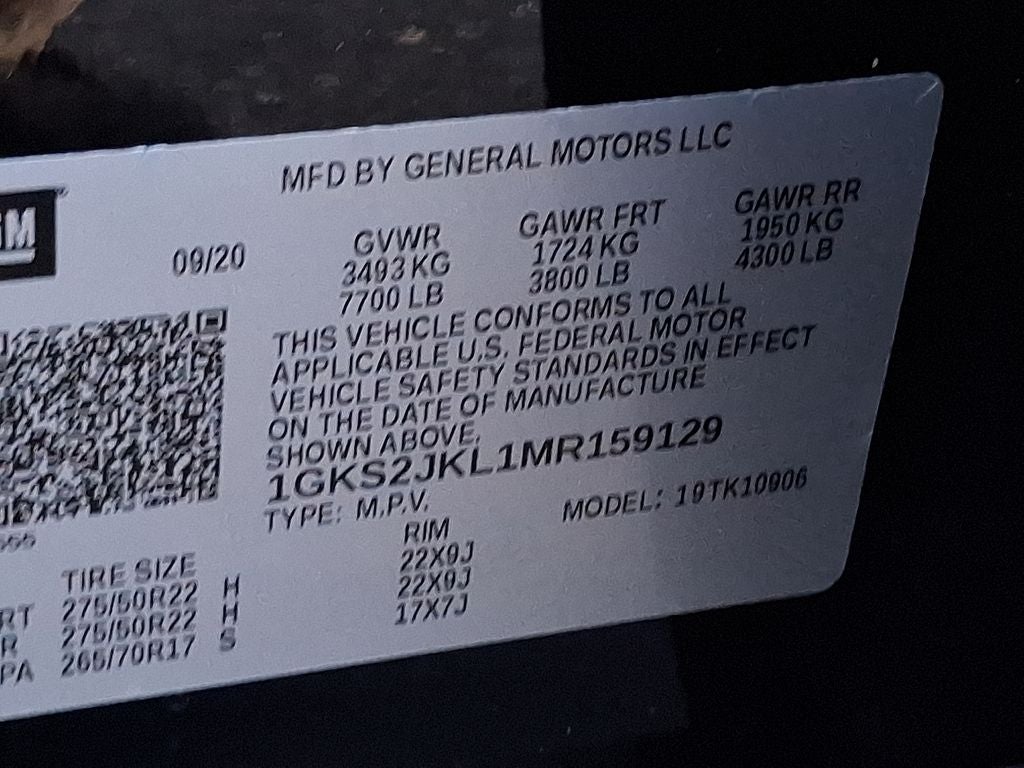 MFD BY GENERAL MOTORS LLC
GM
09/20
GVWR GAWR FRT GAWR RR
3493 KG 1724 KG 1950 KG
7700 LB 3800 LB 4300 LB
THIS VEHICLE CONFORMS TO ALL
APPLICABLE U.S. FEDERAL MOTOR
VEHICLE SAFETY STANDARDS IN EFFECT
ON THE DATE OF MANUFACTURE
SHOWN ABOVE.
1GKS2JKL1MR159129
TYPE: M.P.V. MODEL: 19TK10906
TIRE SIZE RIM
RT 275/50R22 H 22X9J
R 275/50R22 H 22X9J
PA 265/70R17 S 17X7J